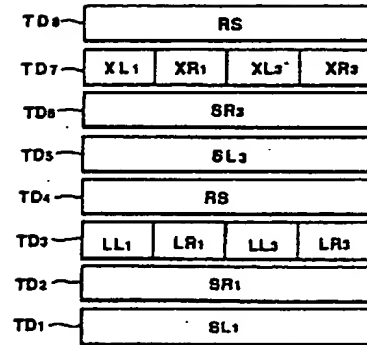 TD8 RS
TD7 XL1 XR1 XL3 XR3
TD6 SR3
TD5 SL3
TD4 RS
TD3 LL1 LR1 LL3 LR3
TD2 SR1
TD1 SL1